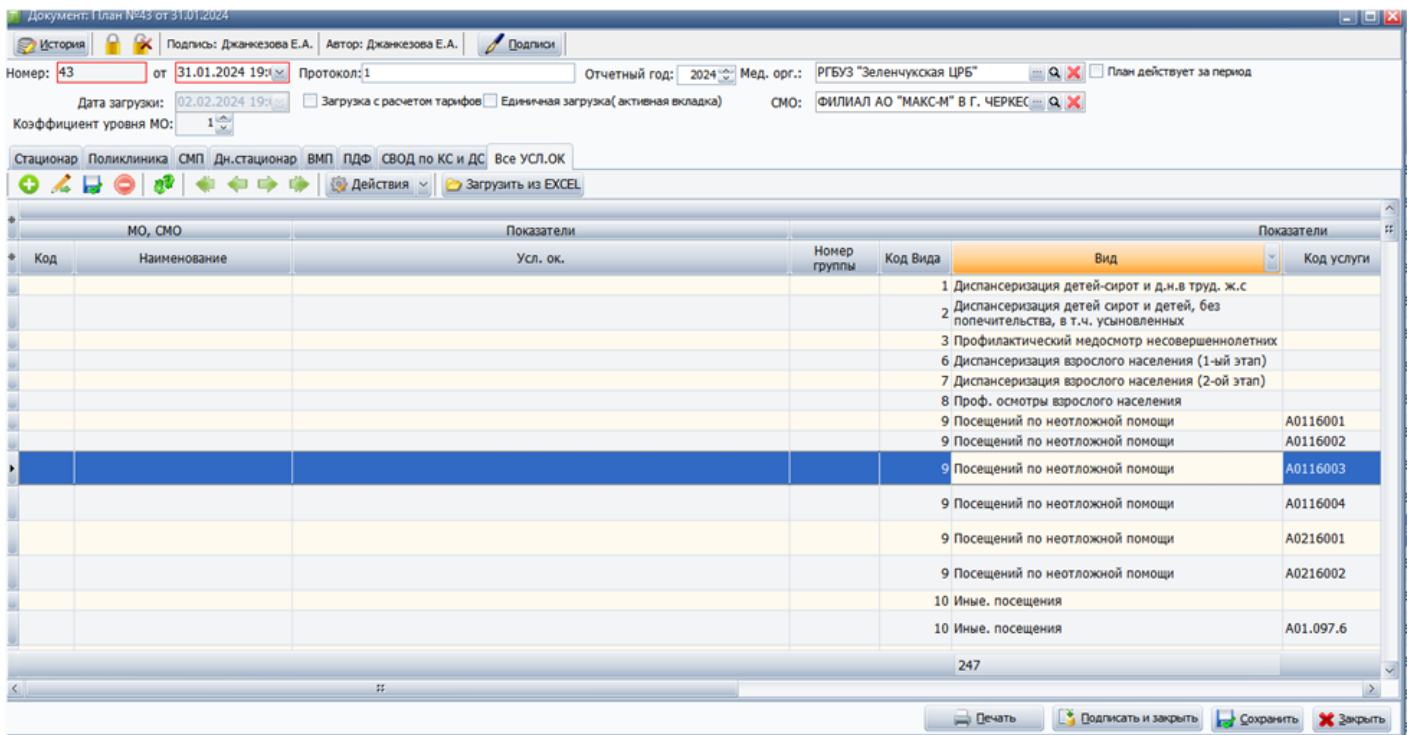 Документ: План №43 от 31.01.2024
История Подпись: Джанкезова Е.А. Автор: Джанкезова Е.А. Подписи
Номер: 43 от 31.01.2024 19: Протокол: 1 Отчетный год: 2024 Мед. орг.: РГБУЗ "Зеленчукская ЦРБ" План действует за период
Дата загрузки: 02.02.2024 19: Загрузка с расчетом тарифов Единичная загрузка( активная вкладка) СМО: ФИЛИАЛ АО "МАКС-М" В Г. ЧЕРКЕС
Коэффициент уровня МО: 1
Стационар Поликлиника СМП Дн.стационар ВМП ПДФ СВОД по КС и ДС Все УСЛ.ОК
Действия Загрузить из EXCEL
МО, СМО Показатели Показатели
Код Наименование Усл. ок. Номер группы Код Вида Вид Код услуги
1 Диспансеризация детей-сирот и д.н.в труд. ж.с
2 Диспансеризация детей сирот и детей, без
попечительства, в т.ч. усыновленных
3 Профилактический медосмотр несовершеннолетних
6 Диспансеризация взрослого населения (1-ый этап)
7 Диспансеризация взрослого населения (2-ой этап)
8 Проф. осмотры взрослого населения
9 Посещений по неотложной помощи A0116001
9 Посещений по неотложной помощи A0116002
9 Посещений по неотложной помощи A0116003
9 Посещений по неотложной помощи A0116004
9 Посещений по неотложной помощи A0216001
9 Посещений по неотложной помощи A0216002
10 Иные. посещения
10 Иные. посещения A01.097.6
247
Печать Подписать и закрыть Сохранить Закрыть